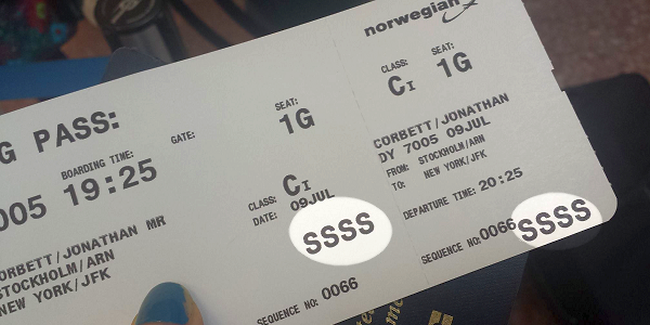 norwegian
G PASS:
SEAT:
1G
CLASS: SEAT:
CI 1G
BOARDING TIME: GATE:
005 19:25
CORBETT/JONATHAN
DY 7005 09JUL
FROM: STOCKHOLM/ARN
TO: NEW YORK/JFK
CLASS: CI
DATE: 09JUL
SSSS
DEPARTURE TIME: 20:25
ORBETT/JONATHAN MR
STOCKHOLM/ARN
NEW YORK/JFK
SEQUENCE NO: 0066
SEQUENCE NO: 0066 SSSS